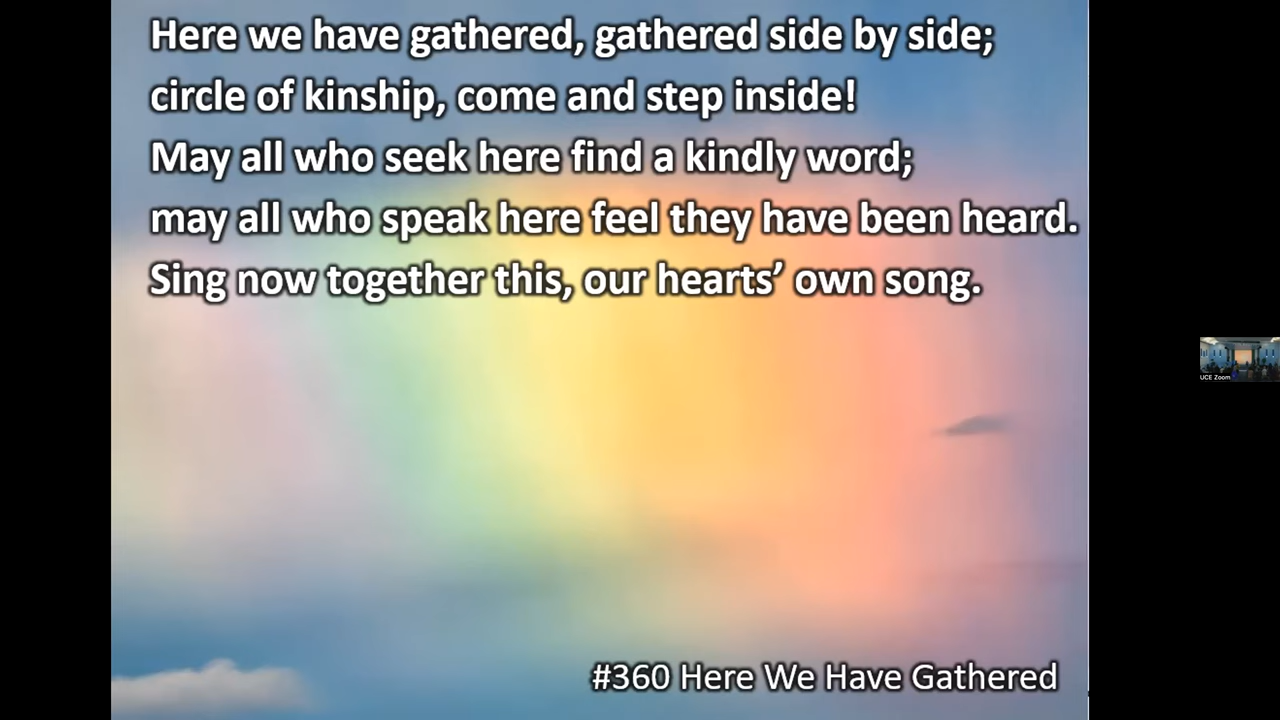 Here we have gathered, gathered side by side;
circle of kinship, come and step inside!
May all who seek here find a kindly word;
may all who speak here feel they have been heard.
Sing now together this, our hearts’ own song.
UCE Zoom
#360 Here We Have Gathered